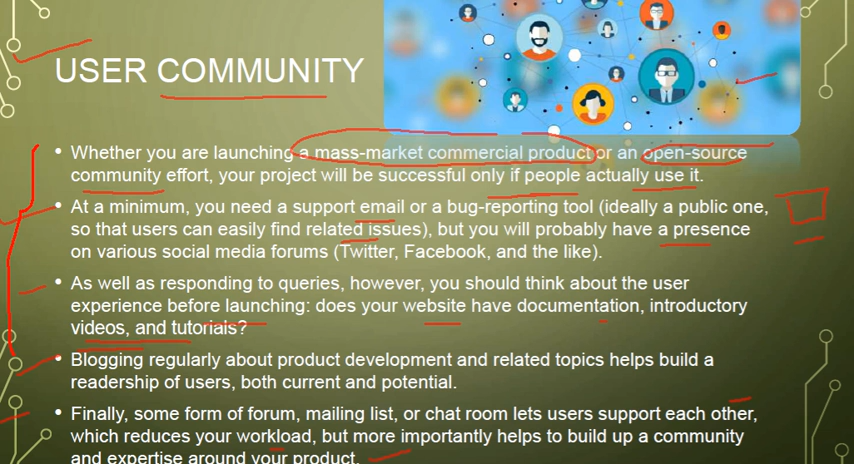 USER COMMUNITY
• Whether you are launching a mass-market commercial product or an open-source
community effort, your project will be successful only if people actually use it.
• At a minimum, you need a support email or a bug-reporting tool (ideally a public one,
so that users can easily find related issues), but you will probably have a presence
on various social media forums (Twitter, Facebook, and the like).
• As well as responding to queries, however, you should think about the user
experience before launching: does your website have documentation, introductory
videos, and tutorials?
• Blogging regularly about product development and related topics helps build a
readership of users, both current and potential.
• Finally, some form of forum, mailing list, or chat room lets users support each other,
which reduces your workload, but more importantly helps to build up a community
and expertise around your product.